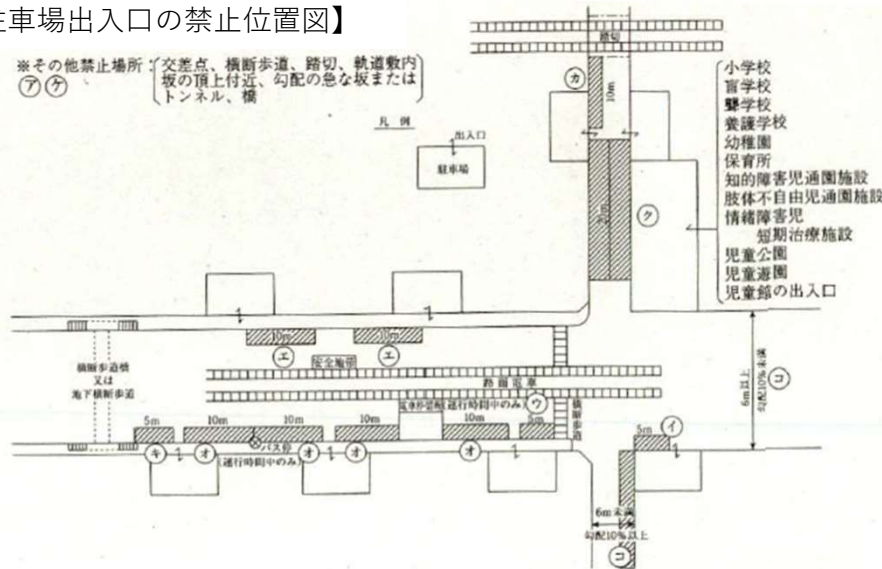 主車場出入口の禁止位置図】
※その他禁止場所:
交差点、横断歩道、踏切、軌道敷内
坂の頂上付近、勾配の急な坂または
トンネル、橋
ア ケ
凡例
出入口
駐車場
踏切
カ
10m
20m
ク
小学校
盲学校
聾学校
養護学校
幼稚園
保育所
知的障害児通園施設
肢体不自由児通園施設
情緒障害児
短期治療施設
児童公園
児童遊園
児童館の出入口
10m
10m
エ
エ
安全地帯
路面電車
横断歩道橋
又は
地下横断歩道
(運行時間中のみ)
ウ
横断歩道
5m
10m
10m
10m
10m
5m
キ
オ
バス停
(運行時間中のみ)
オ
オ
オ
5m
イ
6m以上
勾配10%未満
コ
6m未満
勾配10%以上
コ